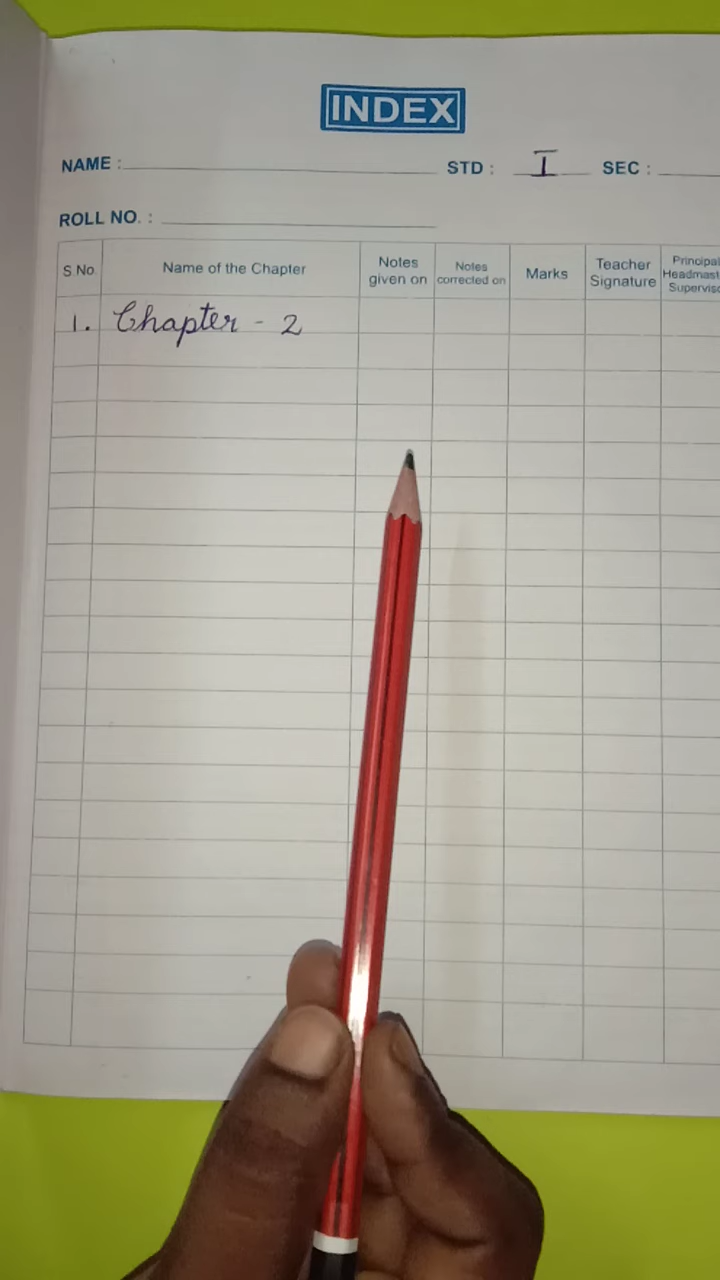 INDEX
NAME : STD : I SEC :
ROLL NO. :
S.No. Name of the Chapter Notes given on Notes corrected on Marks Teacher Signature
1. Chapter - 2